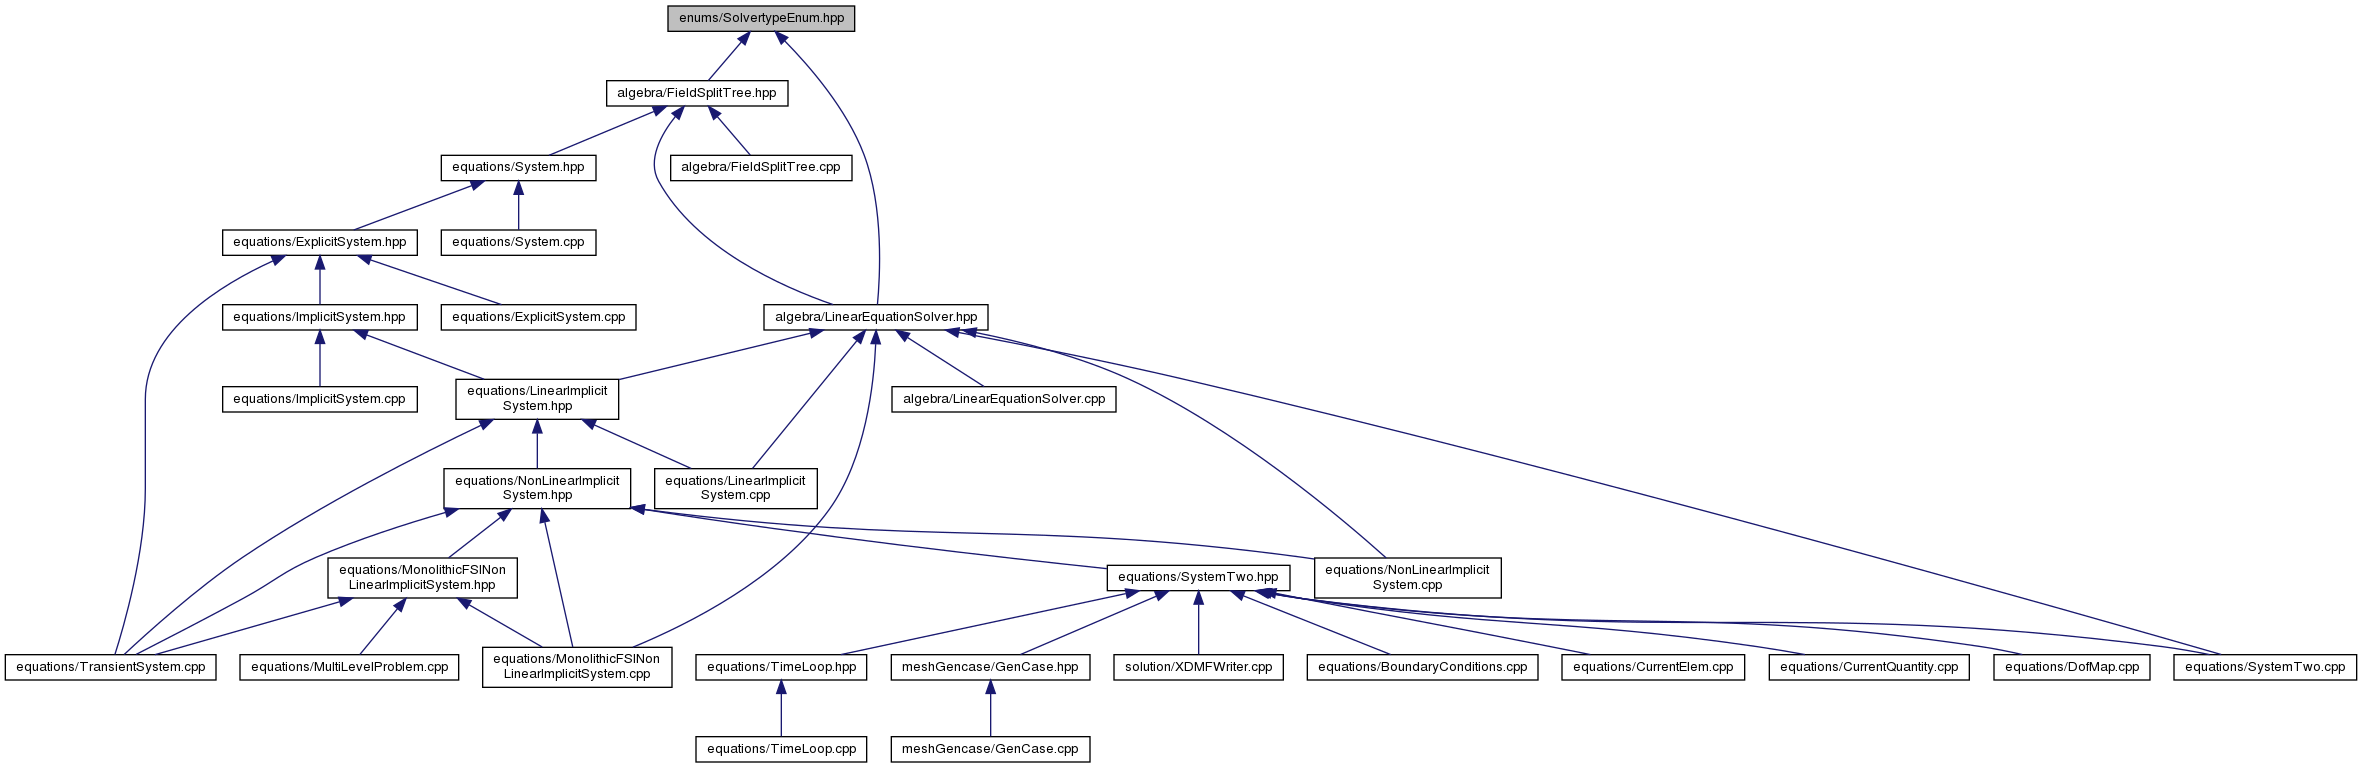 enums/SolvertypeEnum.hpp
algebra/FieldSplitTree.hpp
equations/System.hpp
algebra/FieldSplitTree.cpp
equations/ExplicitSystem.hpp
equations/System.cpp
equations/ImplicitSystem.hpp
equations/ExplicitSystem.cpp
algebra/LinearEquationSolver.hpp
equations/ImplicitSystem.cpp
equations/LinearImplicit
System.hpp
algebra/LinearEquationSolver.cpp
equations/NonLinearImplicit
System.hpp
equations/LinearImplicit
System.cpp
equations/MonolithicFSINon
LinearImplicitSystem.hpp
equations/SystemTwo.hpp
equations/NonLinearImplicit
System.cpp
equations/TransientSystem.cpp
equations/MultiLevelProblem.cpp
equations/MonolithicFSINon
LinearImplicitSystem.cpp
equations/TimeLoop.hpp
meshGencase/GenCase.hpp
solution/XDMFWriter.cpp
equations/BoundaryConditions.cpp
equations/CurrentElem.cpp
equations/CurrentQuantity.cpp
equations/DofMap.cpp
equations/SystemTwo.cpp
equations/TimeLoop.cpp
meshGencase/GenCase.cpp